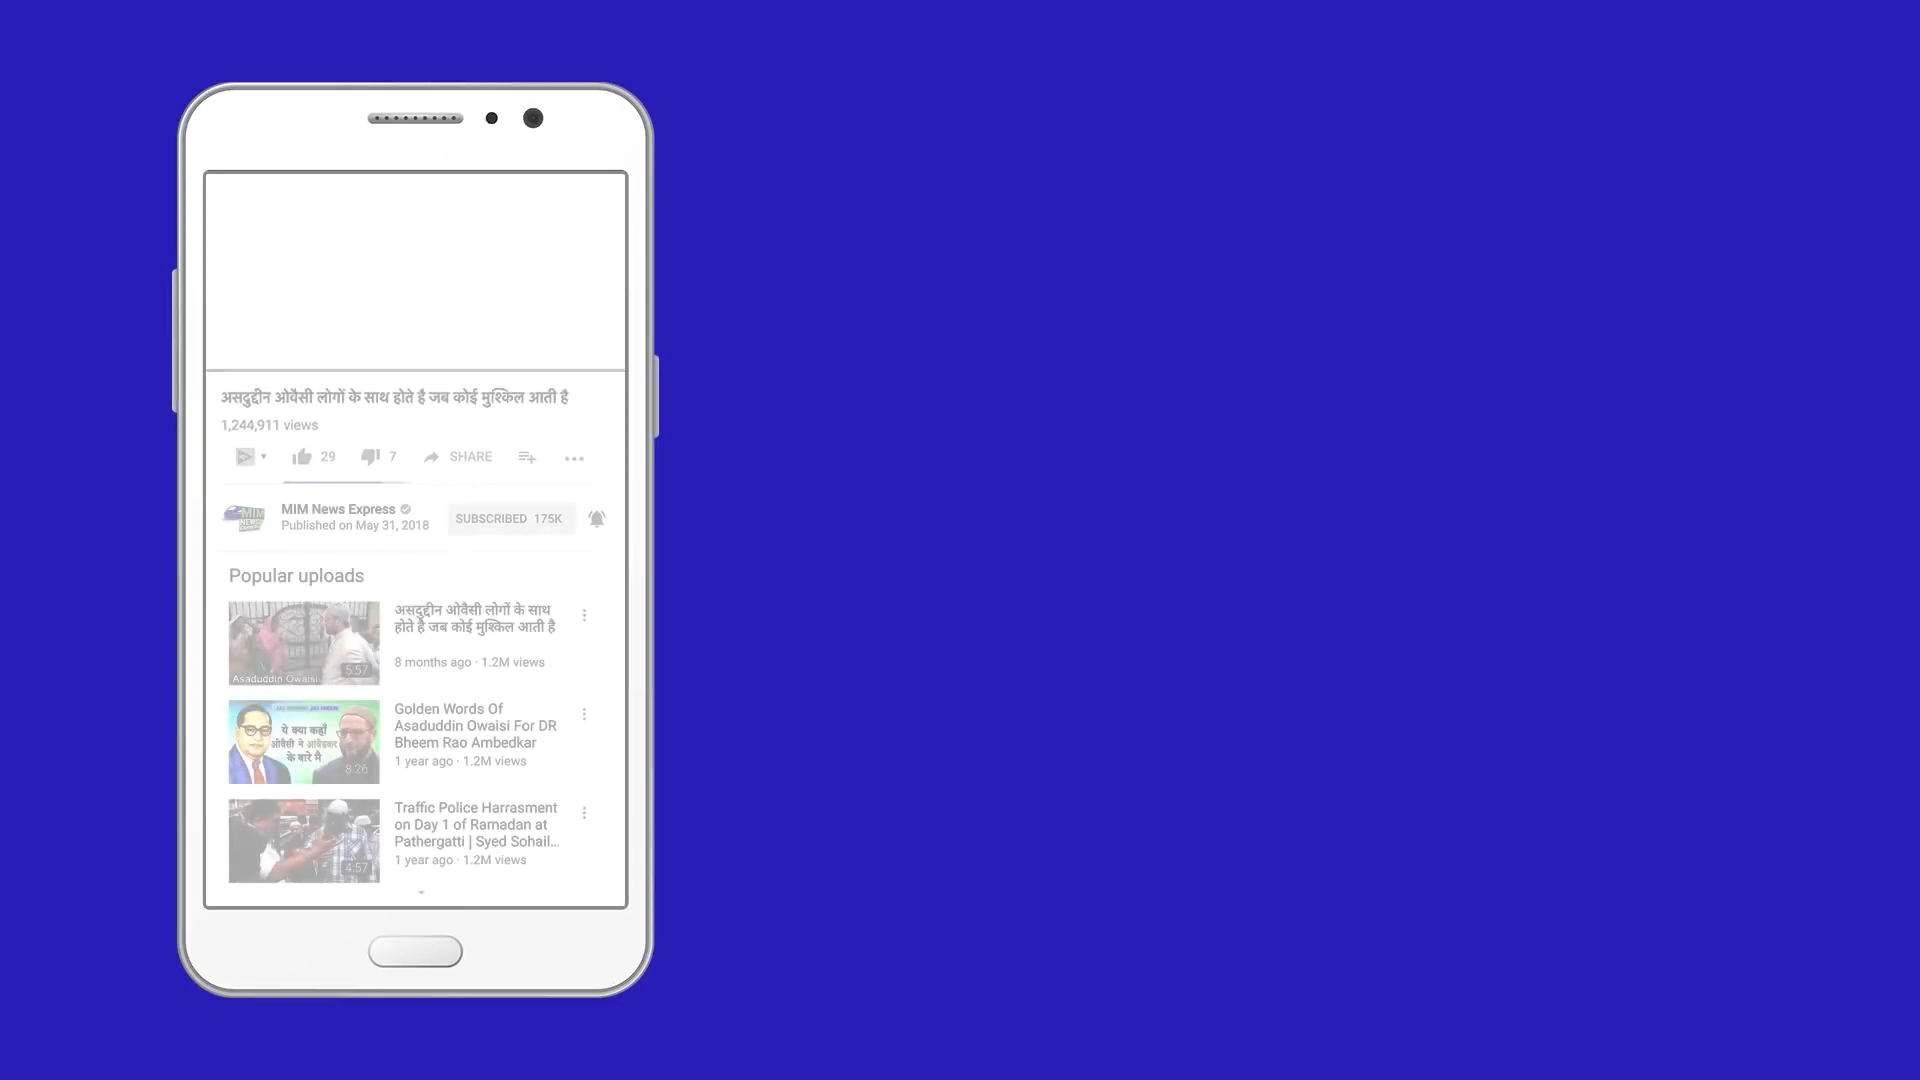 असदुद्दीन ओवैसी लोगों के साथ होते है जब कोई मुश्किल आती है
1,244,911 views
29 7 SHARE
MIM News Express
Published on May 31, 2018
SUBSCRIBED 175K
MIM
NEWS
Popular uploads
असदुद्दीन ओवैसी लोगों के साथ
होते है जब कोई मुश्किल आती है
8 months ago · 1.2M views
5:57
Asaduddin Owaisi
Golden Words Of
Asaduddin Owaisi For DR
Bheem Rao Ambedkar
1 year ago · 1.2M views
ये क्या कहाँ
ओवैसी ने आंबेडकर
के बारे मै
8:26
Traffic Police Harrasment
on Day 1 of Ramadan at
Pathergatti | Syed Sohail...
1 year ago · 1.2M views
4:57